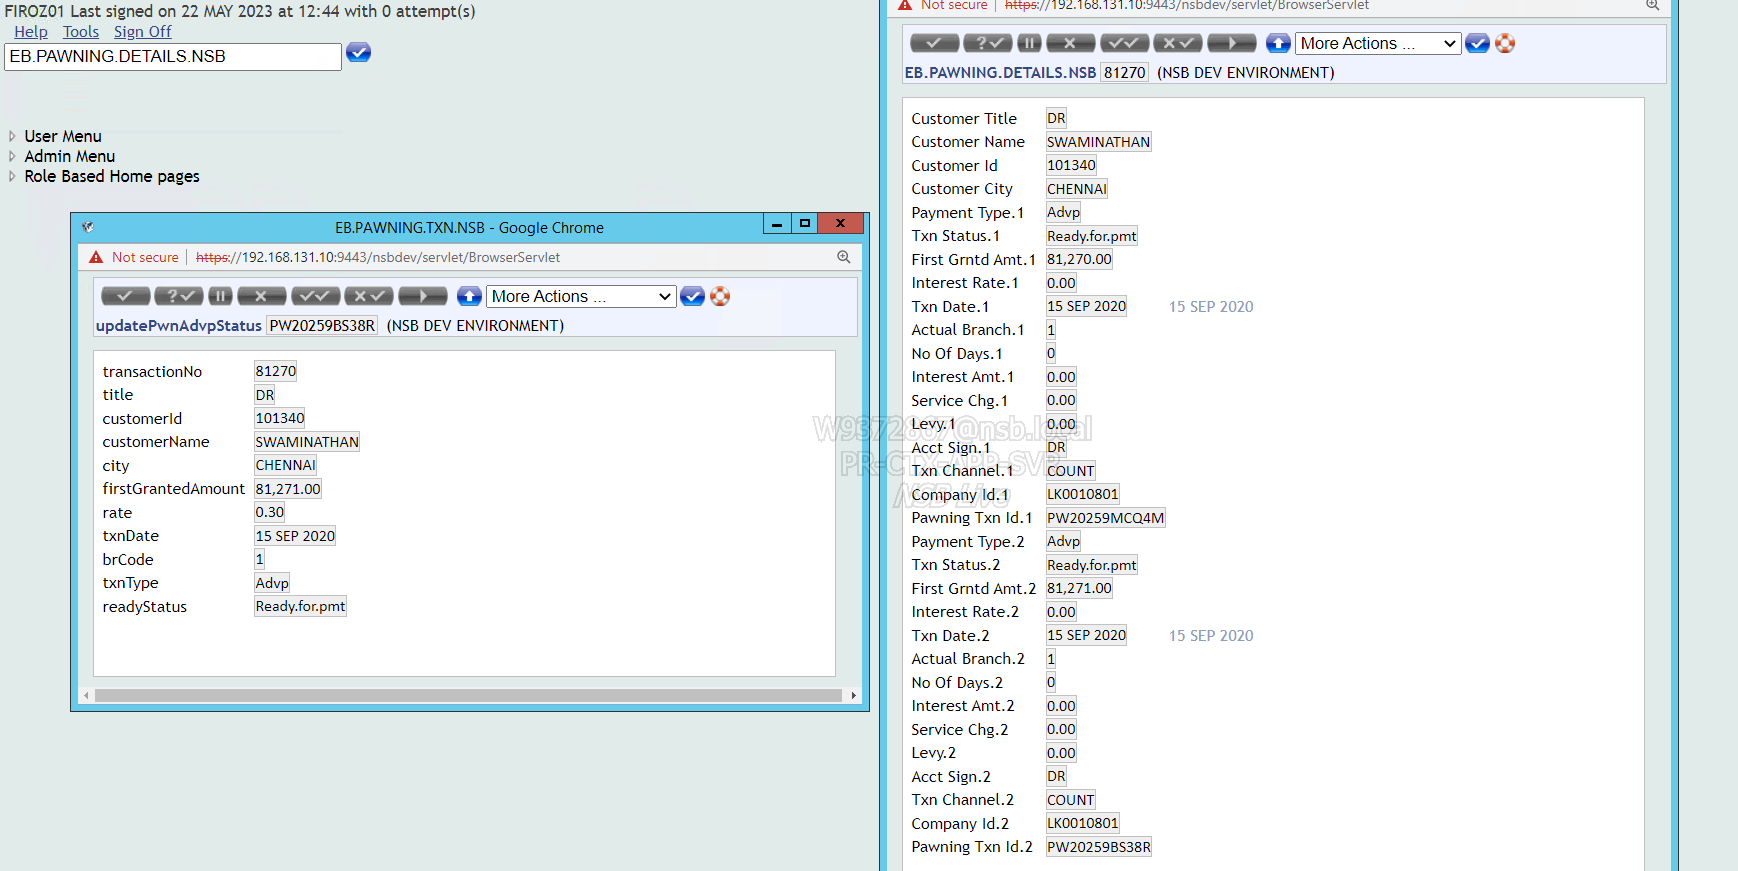 FIROZ01 Last signed on 22 MAY 2023 at 12:44 with 0 attempt(s)
Help Tools Sign Off
EB.PAWNING.DETAILS.NSB
User Menu
Admin Menu
Role Based Home pages
EB.PAWNING.TXN.NSB - Google Chrome
Not secure https://192.168.131.10:9443/nsbdev/servlet/BrowserServlet
More Actions ...
updatePwnAdvpStatus PW20259BS38R (NSB DEV ENVIRONMENT)
transactionNo 81270
title DR
customerId 101340
customerName SWAMINATHAN
city CHENNAI
firstGrantedAmount 81,271.00
rate 0.30
txnDate 15 SEP 2020
brCode 1
txnType Advp
readyStatus Ready.for.pmt
Not secure https://192.168.131.10:9443/nsbdev/servlet/BrowserServlet
More Actions ...
EB.PAWNING.DETAILS.NSB 81270 (NSB DEV ENVIRONMENT)
Customer Title DR
Customer Name SWAMINATHAN
Customer Id 101340
Customer City CHENNAI
Payment Type.1 Advp
Txn Status.1 Ready.for.pmt
First Grntd Amt.1 81,270.00
Interest Rate.1 0.00
Txn Date.1 15 SEP 2020 15 SEP 2020
Actual Branch.1 1
No Of Days.1 0
Interest Amt.1 0.00
Service Chg.1 0.00
Levy.1 0.00
Acct Sign.1 DR
Txn Channel.1 COUNT
Company Id.1 LK0010801
Pawning Txn Id.1 PW20259MCQ4M
Payment Type.2 Advp
Txn Status.2 Ready.for.pmt
First Grntd Amt.2 81,271.00
Interest Rate.2 0.00
Txn Date.2 15 SEP 2020 15 SEP 2020
Actual Branch.2 1
No Of Days.2 0
Interest Amt.2 0.00
Service Chg.2 0.00
Levy.2 0.00
Acct Sign.2 DR
Txn Channel.2 COUNT
Company Id.2 LK0010801
Pawning Txn Id.2 PW20259BS38R
W9372867@nsb.local
NSB Live